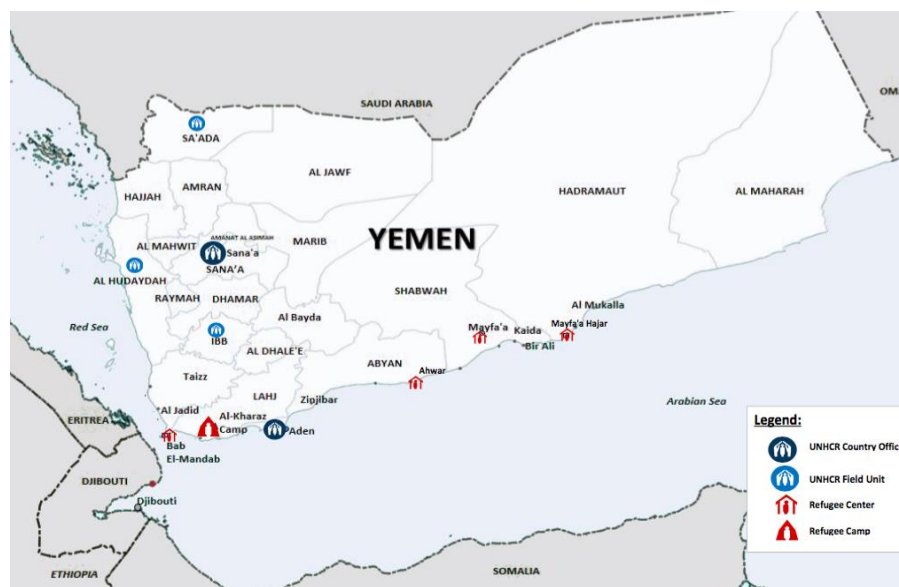 SAUDI ARABIA
OM
SA'ADA
AL JAWF
HADRAMAUT
AL MAHARAH
AMRAN
HAJJAH
AMANAT AL ASIMAH
YEMEN
MARIB
AL MAHWIT
Sana'a
SANA'A
AL HUDAYDAH
RAYMAH
DHAMAR
SHABWAH
Al Bayda
Al Mukalla
Red Sea
IBB
Mayfa'a
Kaida
Mayfa'a Hajar
Bir Ali
AL DHALE'E
ABYAN
Ahwar
Taizz
LAHJ
Zinjibar
Arabian Sea
Al Jadid
Al-Kharaz
Camp
Aden
ERITREA
Bab
El-Mandab
DJIBOUTI
Djibouti
ETHIOPIA
SOMALIA
Legend:
UNHCR Country Offic
UNHCR Field Unit
Refugee Center
Refugee Camp